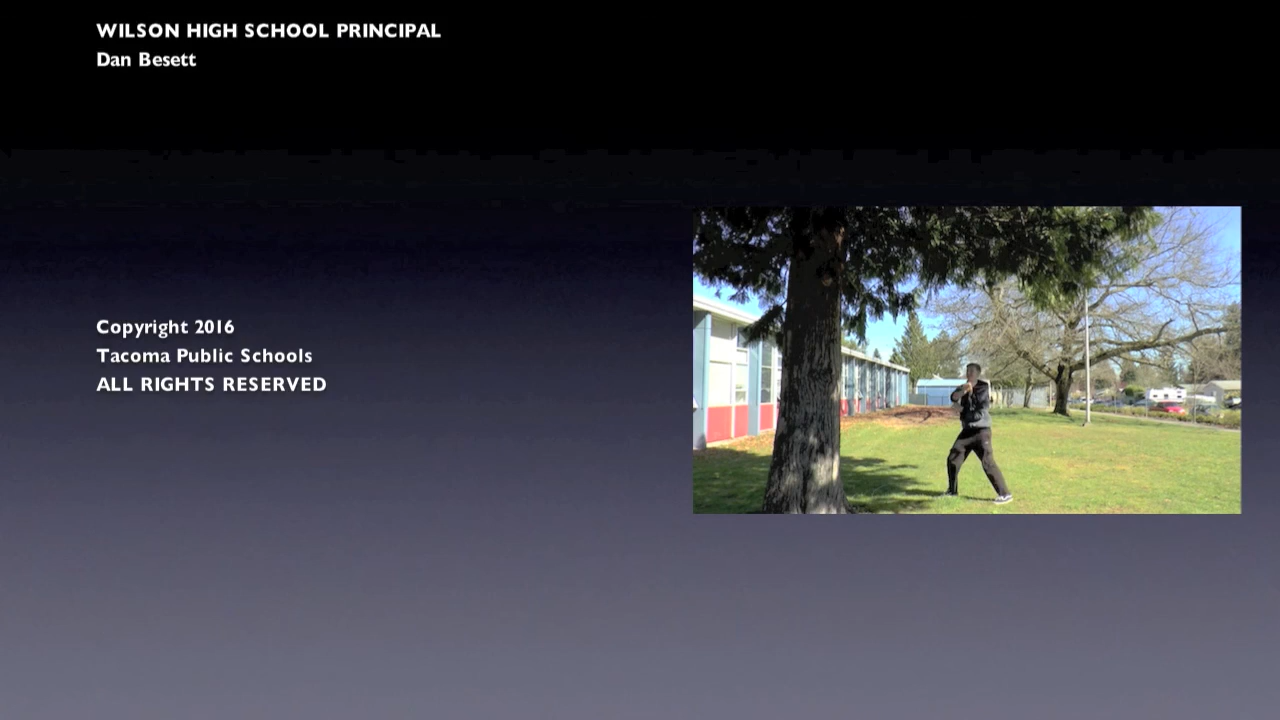 WILSON HIGH SCHOOL PRINCIPAL
Dan Besett
Copyright 2016
Tacoma Public Schools
ALL RIGHTS RESERVED